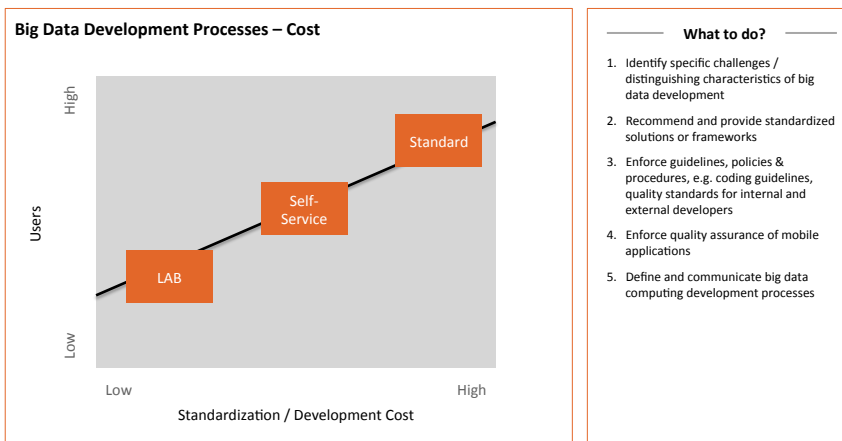 Big Data Development Processes – Cost
High
Users
Low
LAB
Self-
Service
Standard
Low
High
Standardization / Development Cost
What to do?
1. Identify specific challenges /
distinguishing characteristics of big
data development
2. Recommend and provide standardized
solutions or frameworks
3. Enforce guidelines, policies &
procedures, e.g. coding guidelines,
quality standards for internal and
external developers
4. Enforce quality assurance of mobile
applications
5. Define and communicate big data
computing development processes